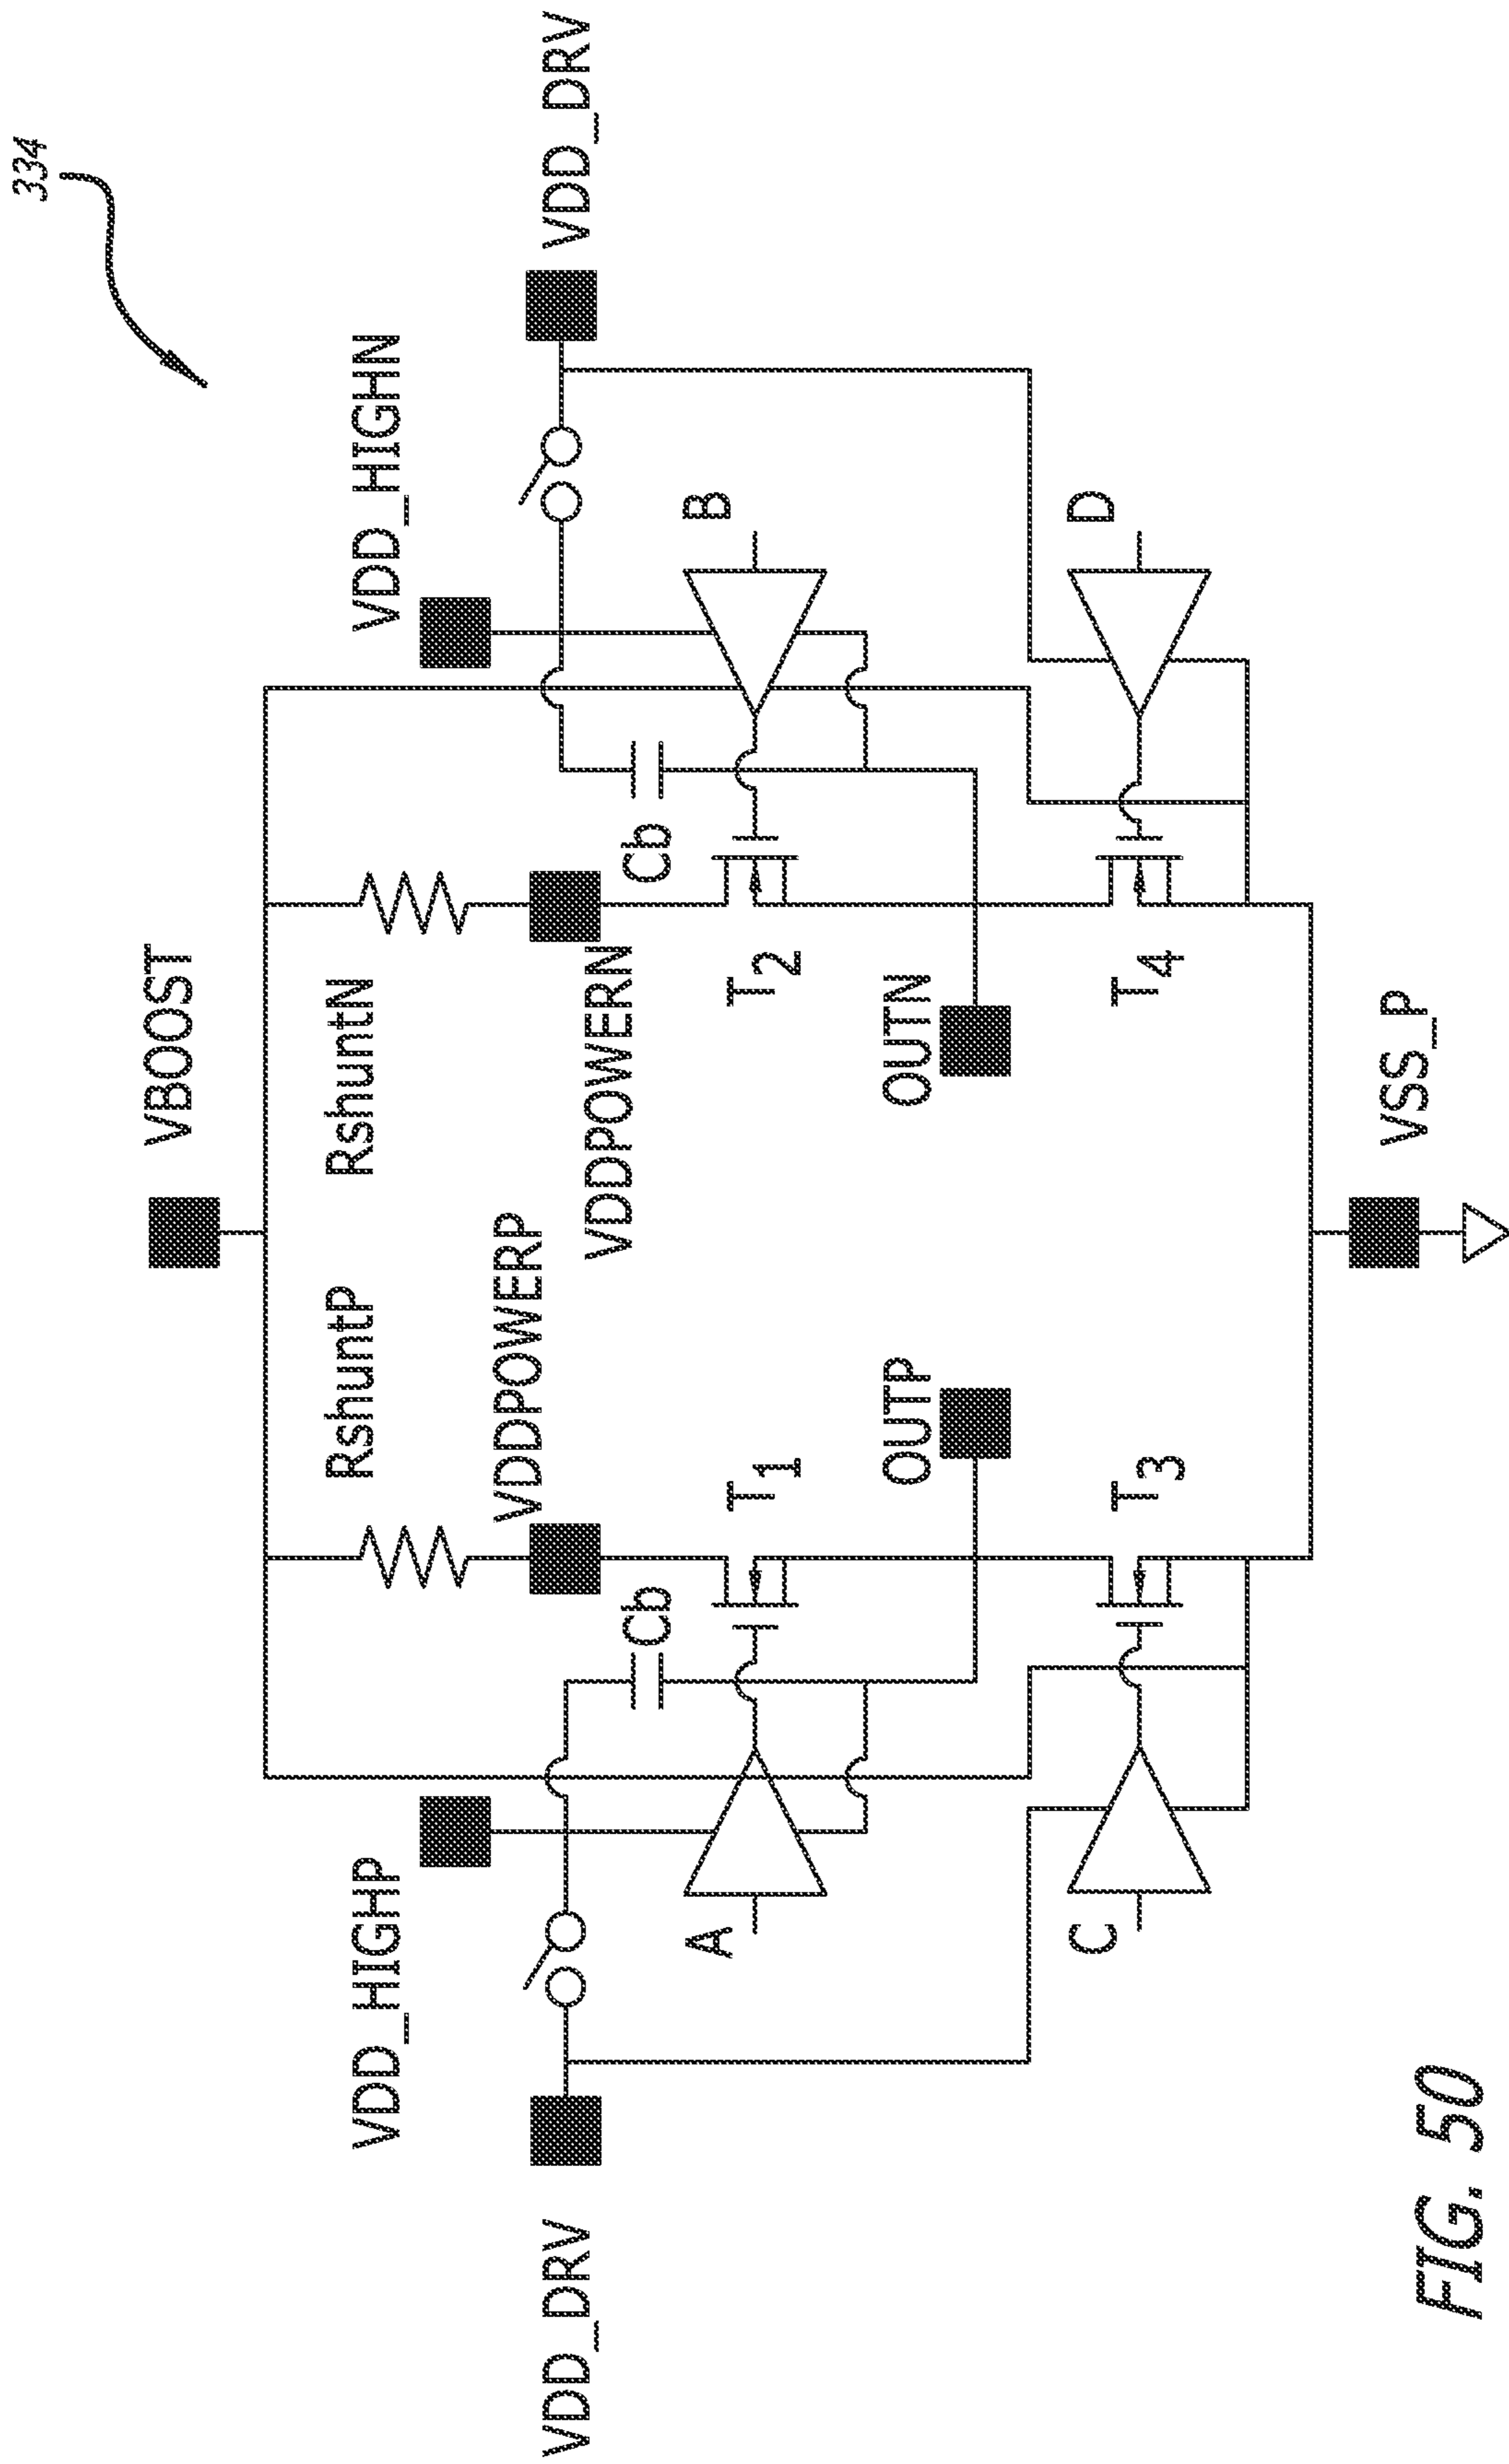 334
VBOOST
RshuntP
RshuntN
VDD_HIGHP
VDD_HIGHN
VDDPOWERP
VDD_DRV
VDD_DRV
VDDPOWERN
Cb
Cb
A
T1
T2
B
OUTP
OUTN
C
T3
T4
D
VSS_P
FIG. 50